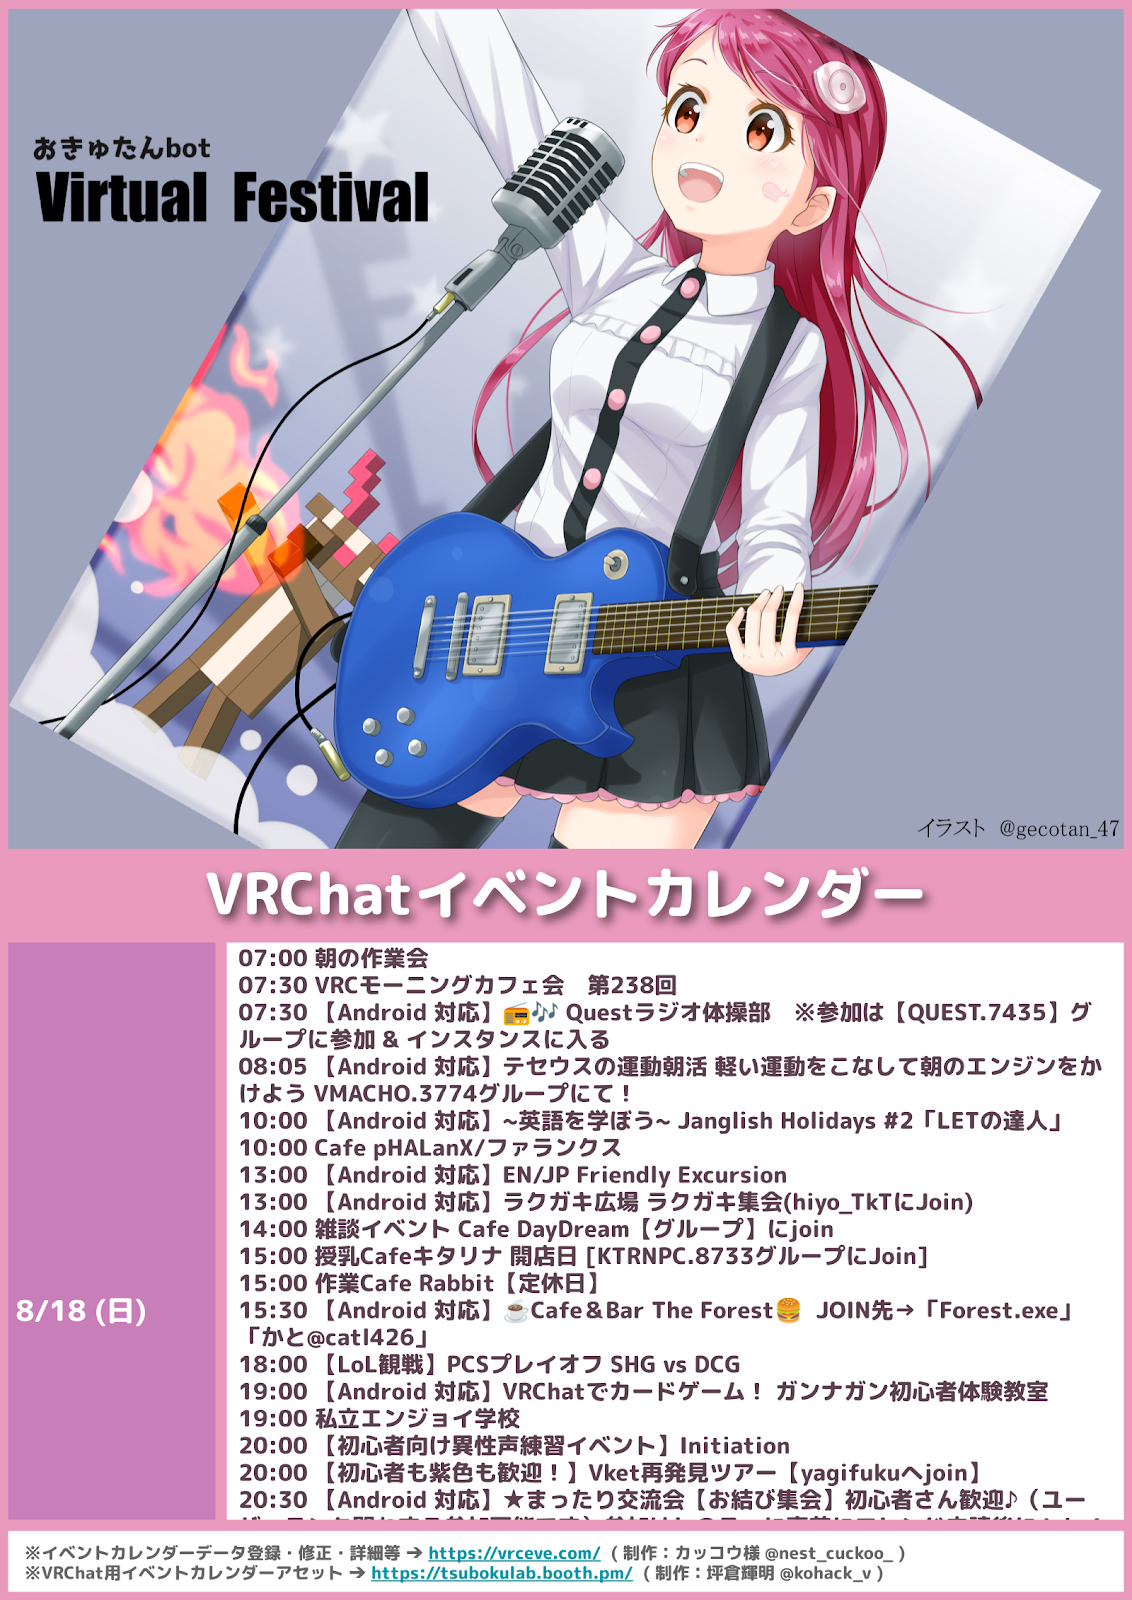 おきゅたんbot
Virtual Festival
イラスト @gecotan_47
VRChatイベントカレンダー
8/18 (日)
07:00 朝の作業会
07:30 VRCモーニングカフェ会　第238回
07:30 【Android 対応】📻🎶 Questラジオ体操部　※参加は【QUEST.7435】グ
ループに参加 & インスタンスに入る
08:05 【Android 対応】テセウスの運動朝活 軽い運動をこなして朝のエンジンをか
けよう VMACHO.3774グループにて！
10:00 【Android 対応】~英語を学ぼう~ Janglish Holidays #2「LETの達人」
10:00 Cafe pHALanX/ファランクス
13:00 【Android 対応】EN/JP Friendly Excursion
13:00 【Android 対応】ラクガキ広場 ラクガキ集会(hiyo_TkTにJoin)
14:00 雑談イベント Cafe DayDream【グループ】にjoin
15:00 授乳Cafeキタリナ 開店日 [KTRNPC.8733グループにJoin]
15:00 作業Cafe Rabbit【定休日】
15:30 【Android 対応】☕Cafe＆Bar The Forest🍔 JOIN先→「Forest.exe」
「かと@catl426」
18:00 【LoL観戦】PCSプレイオフ SHG vs DCG
19:00 【Android 対応】VRChatでカードゲーム！ ガンナガン初心者体験教室
19:00 私立エンジョイ学校
20:00 【初心者向け異性声練習イベント】Initiation
20:00 【初心者も紫色も歓迎！】Vket再発見ツアー【yagifukuへjoin】
20:30 【Android 対応】★まったり交流会【お結び集会】初心者さん歓迎♪（ユー
※イベントカレンダーデータ登録・修正・詳細等 ➔ https://vrceve.com/ ( 制作：カッコウ様 @nest_cuckoo_ )
※VRChat用イベントカレンダーアセット ➔ https://tsubokulab.booth.pm/ ( 制作：坪倉輝明 @kohack_v )